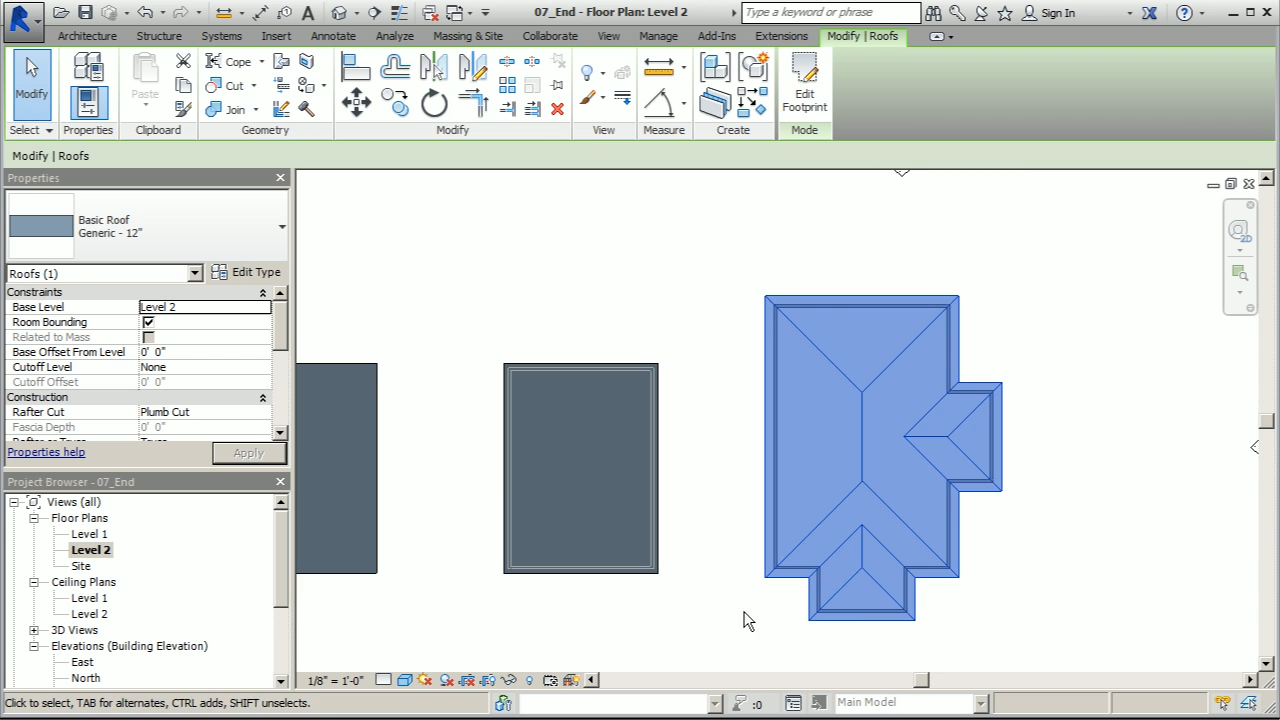 07_End - Floor Plan: Level 2
Type a keyword or phrase
Sign In
Architecture
Structure
Systems
Insert
Annotate
Analyze
Massing & Site
Collaborate
View
Manage
Add-Ins
Extensions
Modify | Roofs
Modify
Paste
Cope
Cut
Join
Edit
Footprint
Select
Properties
Clipboard
Geometry
Modify
View
Measure
Create
Mode
Modify | Roofs
Properties
Basic Roof
Generic - 12"
Roofs (1)
Edit Type
Constraints
Base Level
Level 2
Room Bounding
Related to Mass
Base Offset From Level
0' 0"
Cutoff Level
None
Cutoff Offset
0' 0"
Construction
Rafter Cut
Plumb Cut
Fascia Depth
0' 0"
Properties help
Apply
Project Browser - 07_End
Views (all)
Floor Plans
Level 1
Level 2
Site
Ceiling Plans
Level 1
Level 2
3D Views
Elevations (Building Elevation)
East
North
2D
1/8" = 1'-0"
Click to select, TAB for alternates, CTRL adds, SHIFT unselects.
:0
Main Model